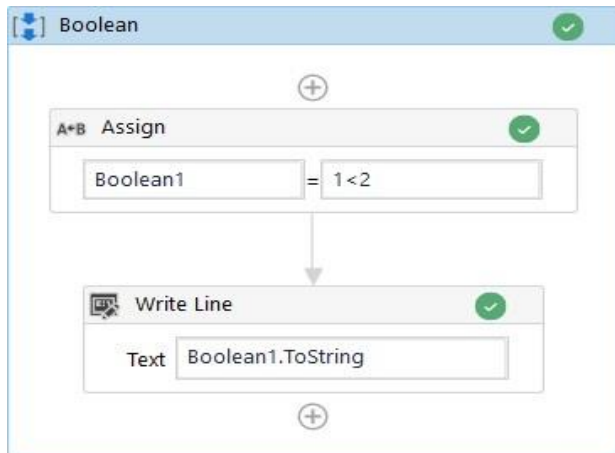 Boolean
A←B Assign
Boolean1 = 1<2
Write Line
Text Boolean1.ToString